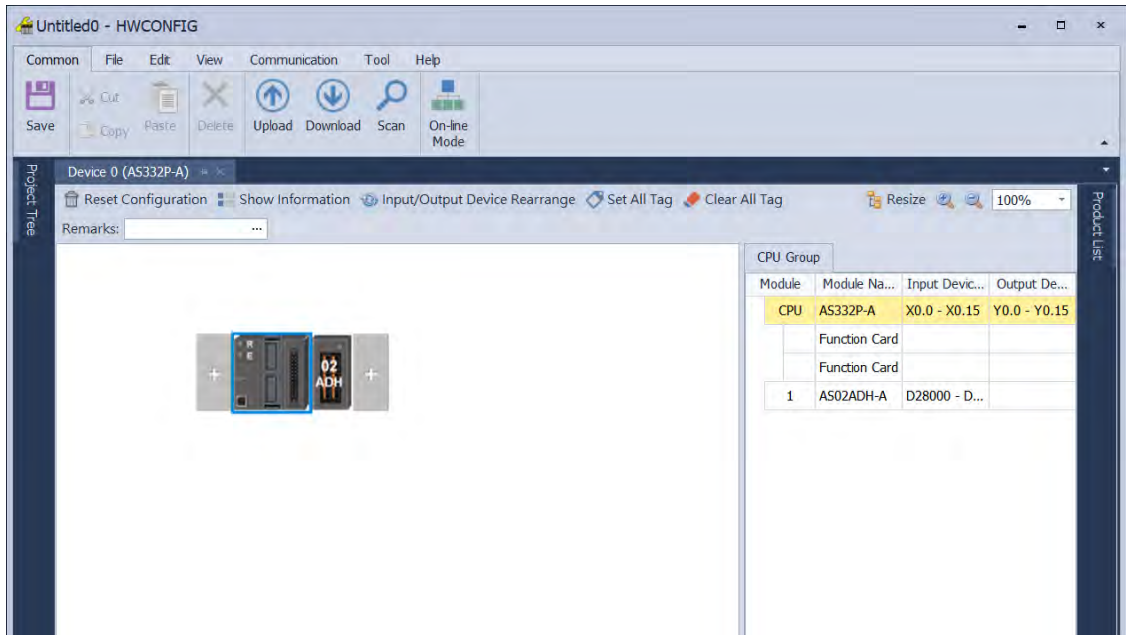 Untitled0 - HWCONFIG
Common File Edit View Communication Tool Help
Cut
Copy
Save Paste Delete Upload Download Scan On-line Mode
Project Tree
Device 0 (AS332P-A)
Reset Configuration Show Information Input/Output Device Rearrange Set All Tag Clear All Tag Resize 100%
Remarks: ...
Product List
CPU Group
Module Module Na... Input Devic... Output De...
CPU AS332P-A X0.0 - X0.15 Y0.0 - Y0.15
Function Card
Function Card
1 AS02ADH-A D28000 - D...
R
E
02
ADH